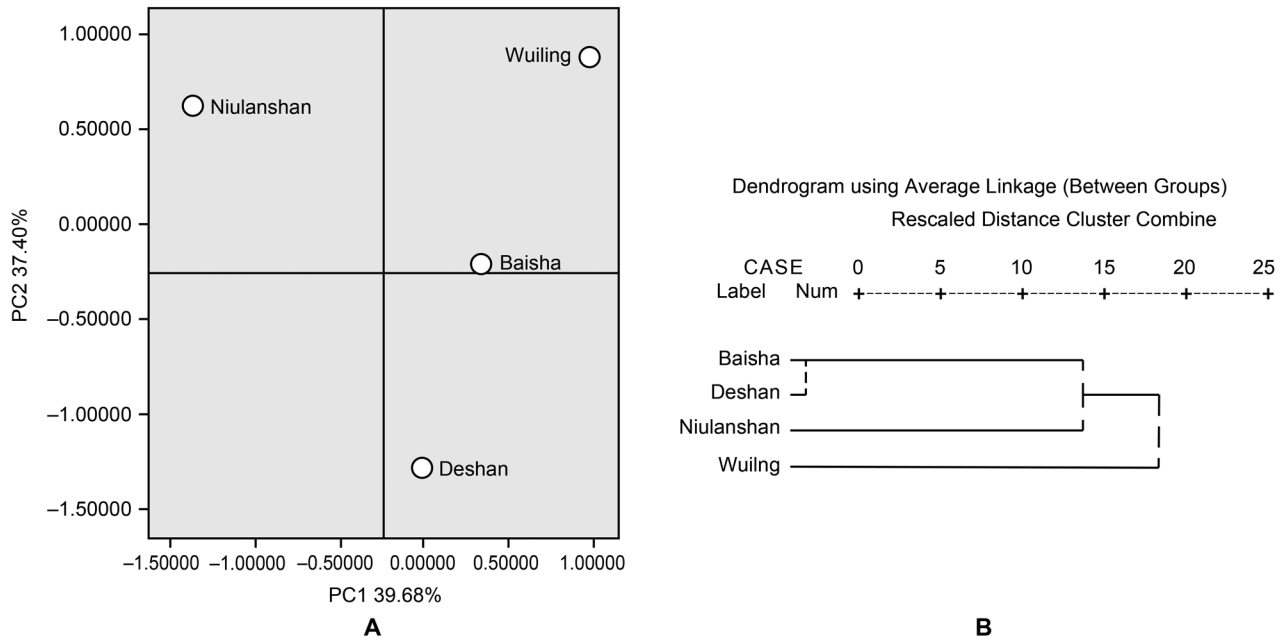 1.00000
Wuiling
Niulanshan
0.50000
0.00000
Baisha
PC2 37.40%
–0.50000
–1.00000
Deshan
–1.50000
–1.50000 –1.00000 –0.50000 0.00000 0.50000 1.00000
PC1 39.68%
A
Dendrogram using Average Linkage (Between Groups)
Rescaled Distance Cluster Combine
CASE 0 5 10 15 20 25
Label Num
Baisha
Deshan
Niulanshan
Wuilng
B